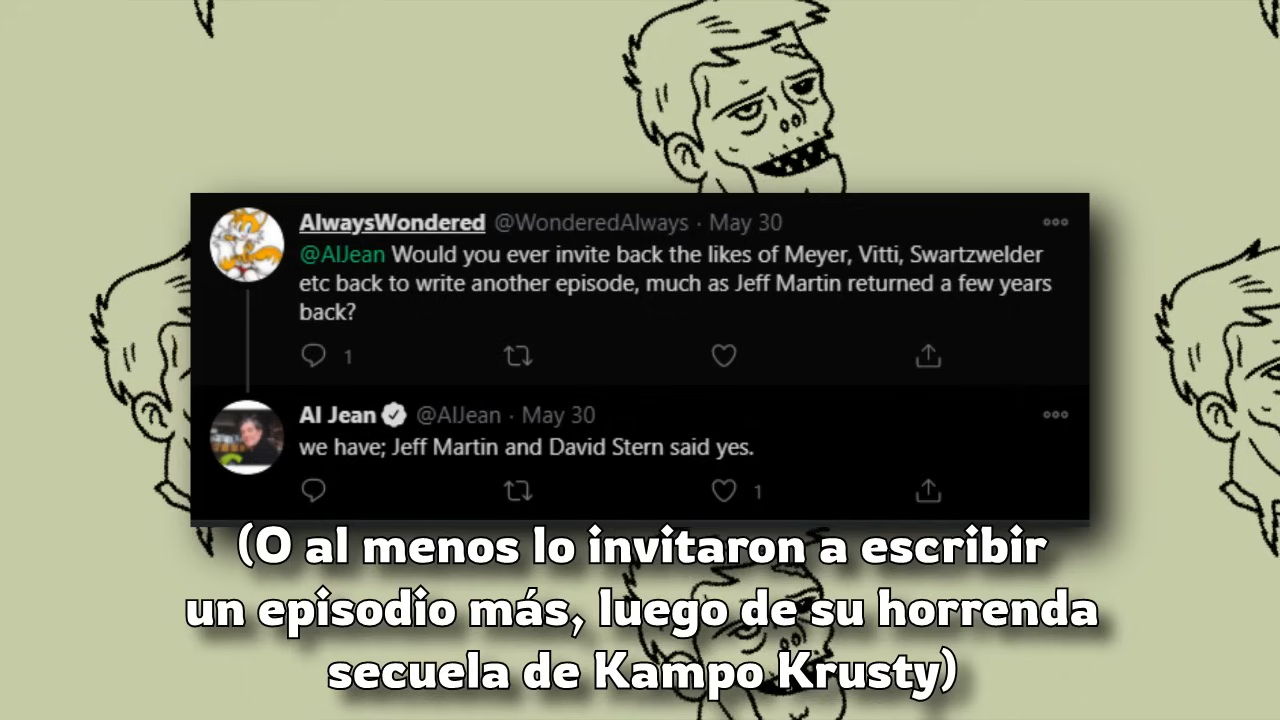 AlwaysWondered @WonderedAlways · May 30
@AlJean Would you ever invite back the likes of Meyer, Vitti, Swartzwelder
etc back to write another episode, much as Jeff Martin returned a few years
back?
1
Al Jean @AlJean · May 30
we have; Jeff Martin and David Stern said yes.
1
(O al menos lo invitaron a escribir
un episodio más, luego de su horrenda
secuela de Kampo Krusty)